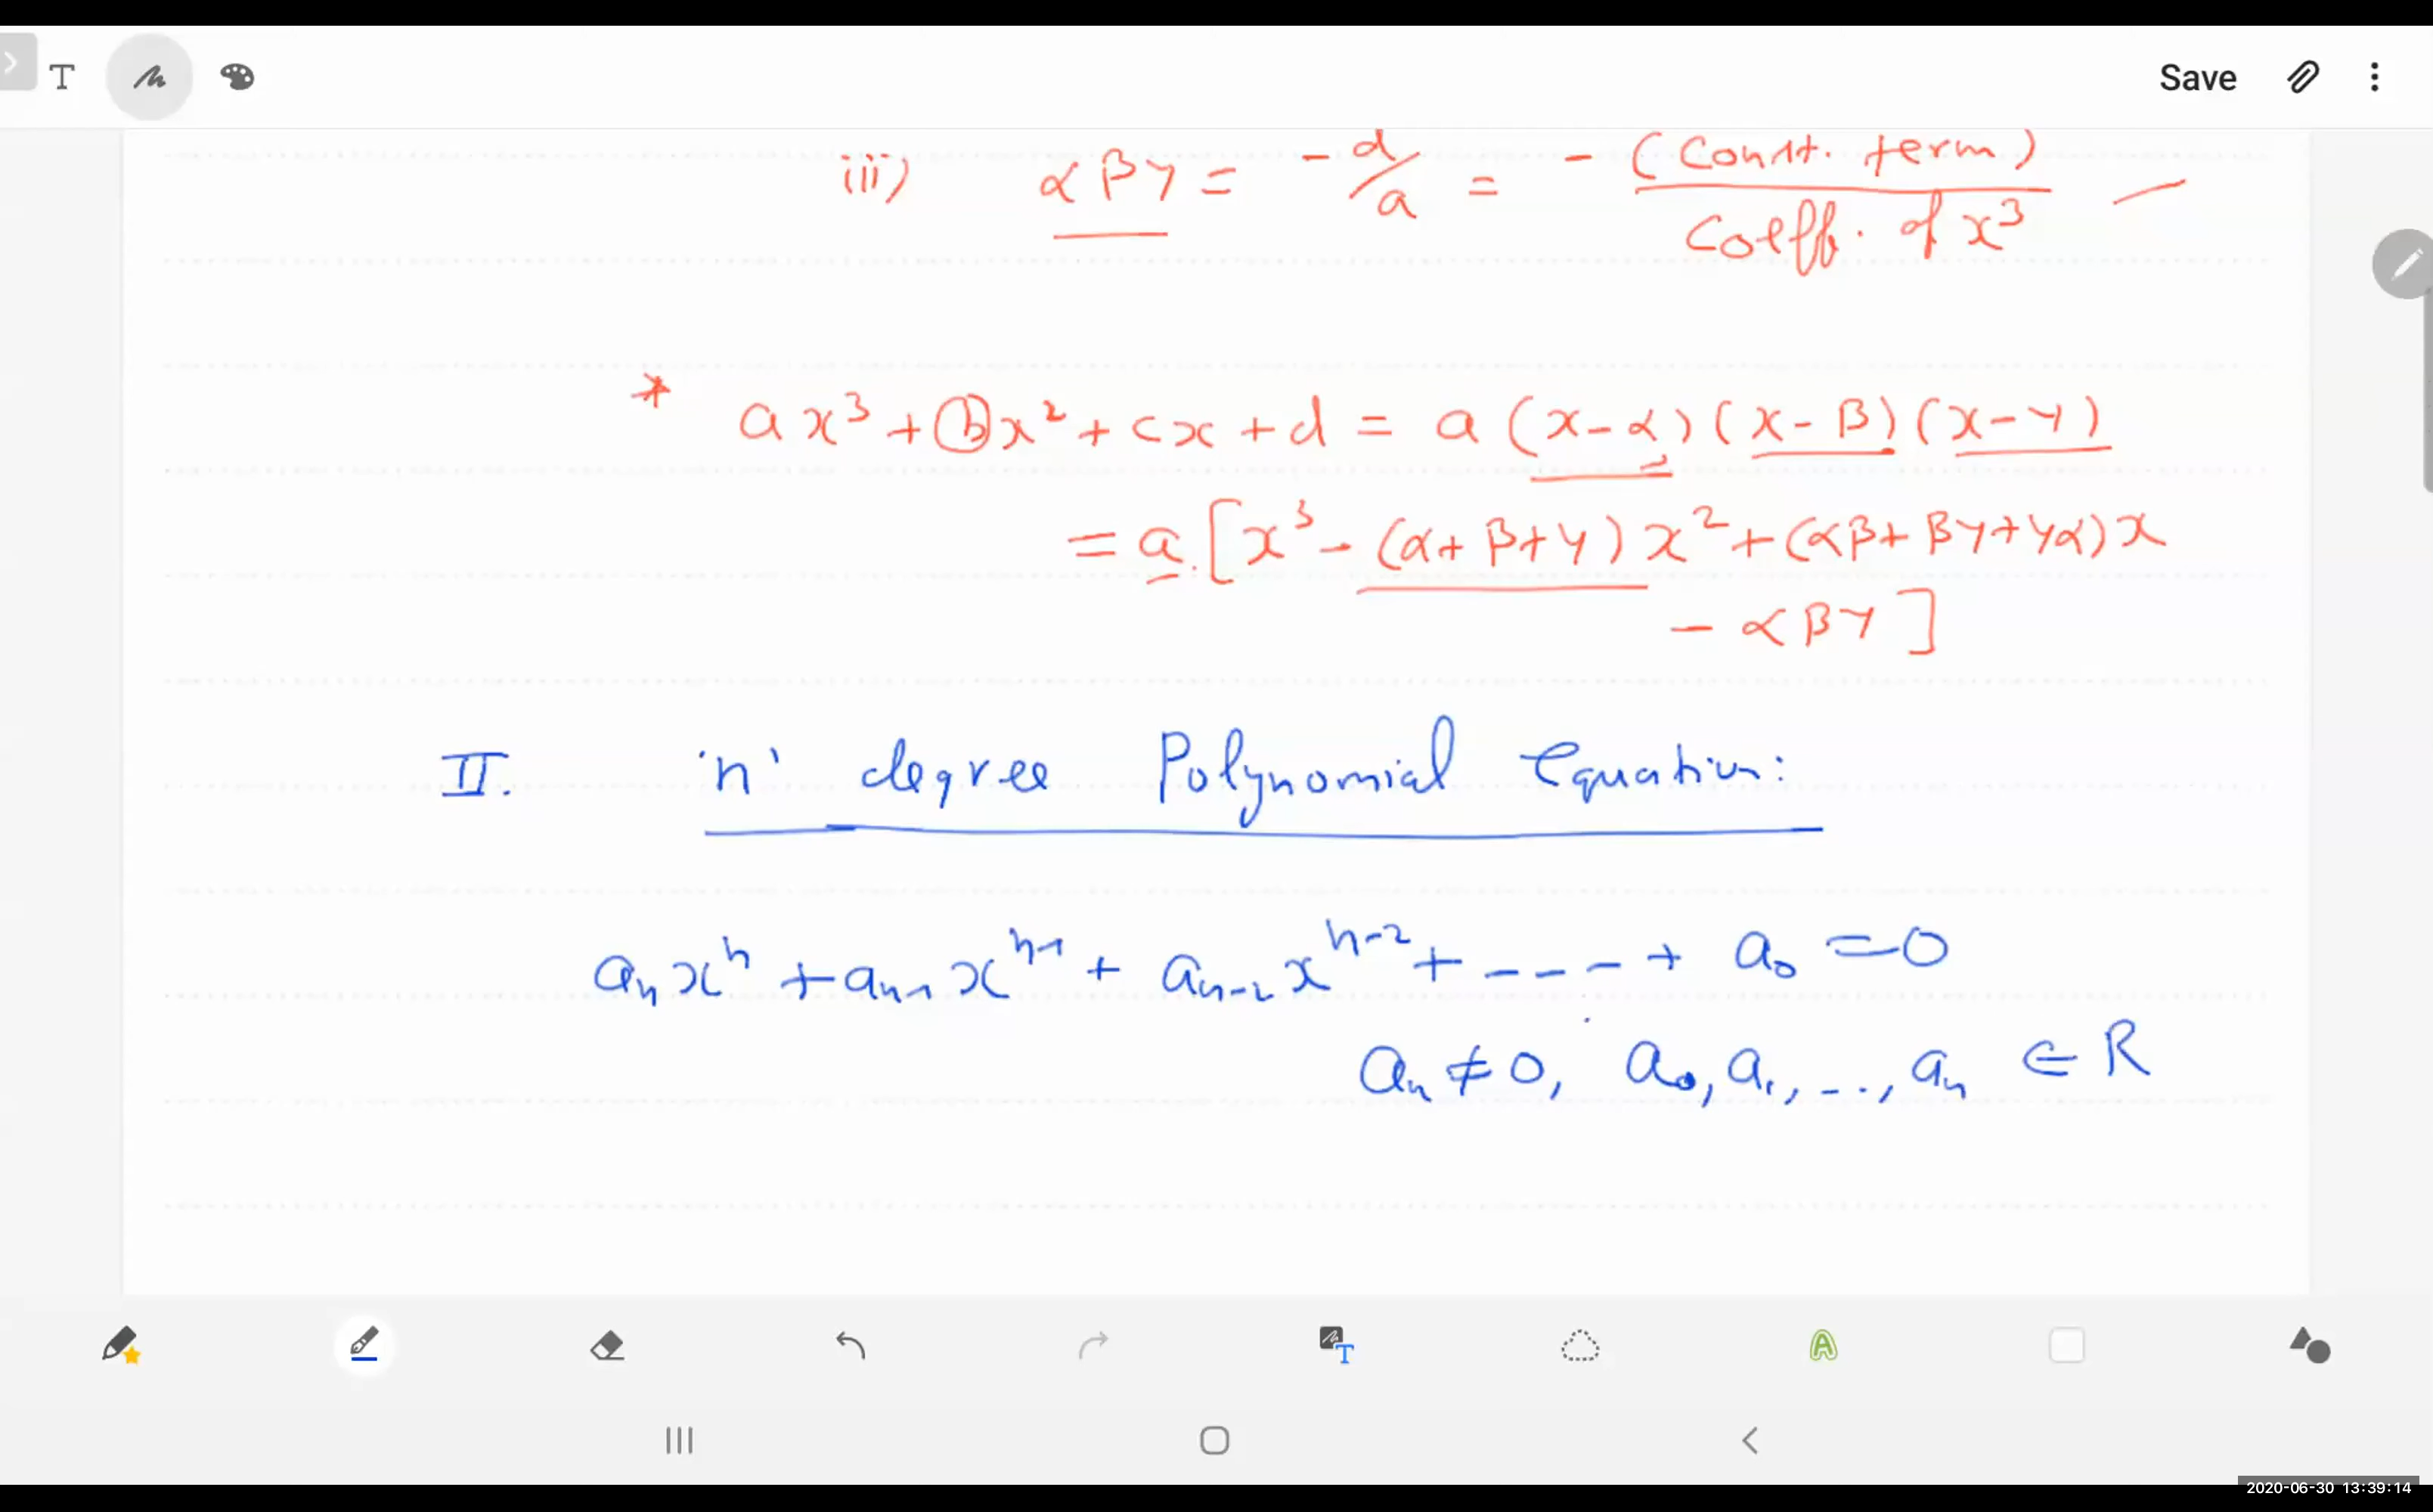 T
Save
iii) αβγ = -d/a = - (Const. term) / Coeff. of x³
* ax³ + bx² + cx + d = a (x-α)(x-β)(x-γ)
= a.[x³ - (α+β+γ)x² + (αβ+βγ+γα)x
- αβγ]
II. 'n' degree Polynomial Equation:
aₙxⁿ + aₙ₋₁xⁿ⁻¹ + aₙ₋₂xⁿ⁻² + ---- + a₀ = 0
aₙ ≠ 0, a₀, a₁, ..., aₙ ∈ R
T
A
2020-06-30 13:39:14